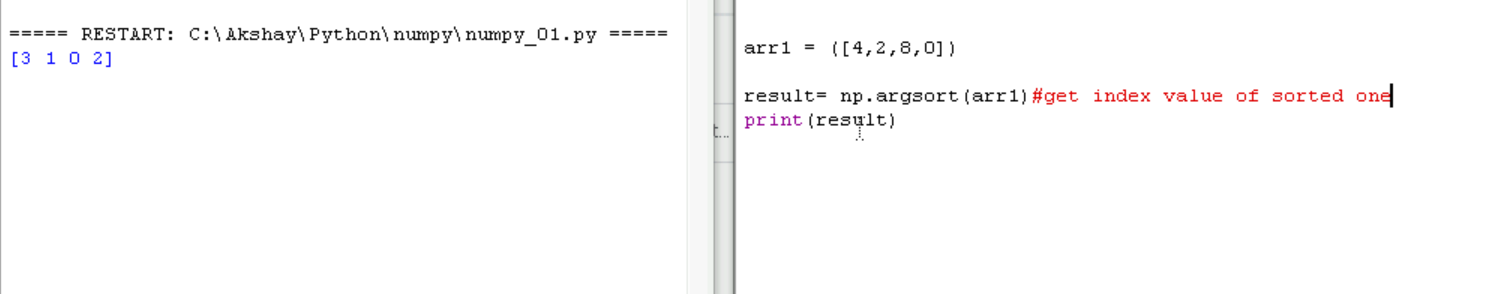 ===== RESTART: C:\Akshay\Python\numpy\numpy_01.py =====
[3 1 0 2]
t...
arr1 = ([4,2,8,0])
result= np.argsort(arr1)#get index value of sorted one
print(result)